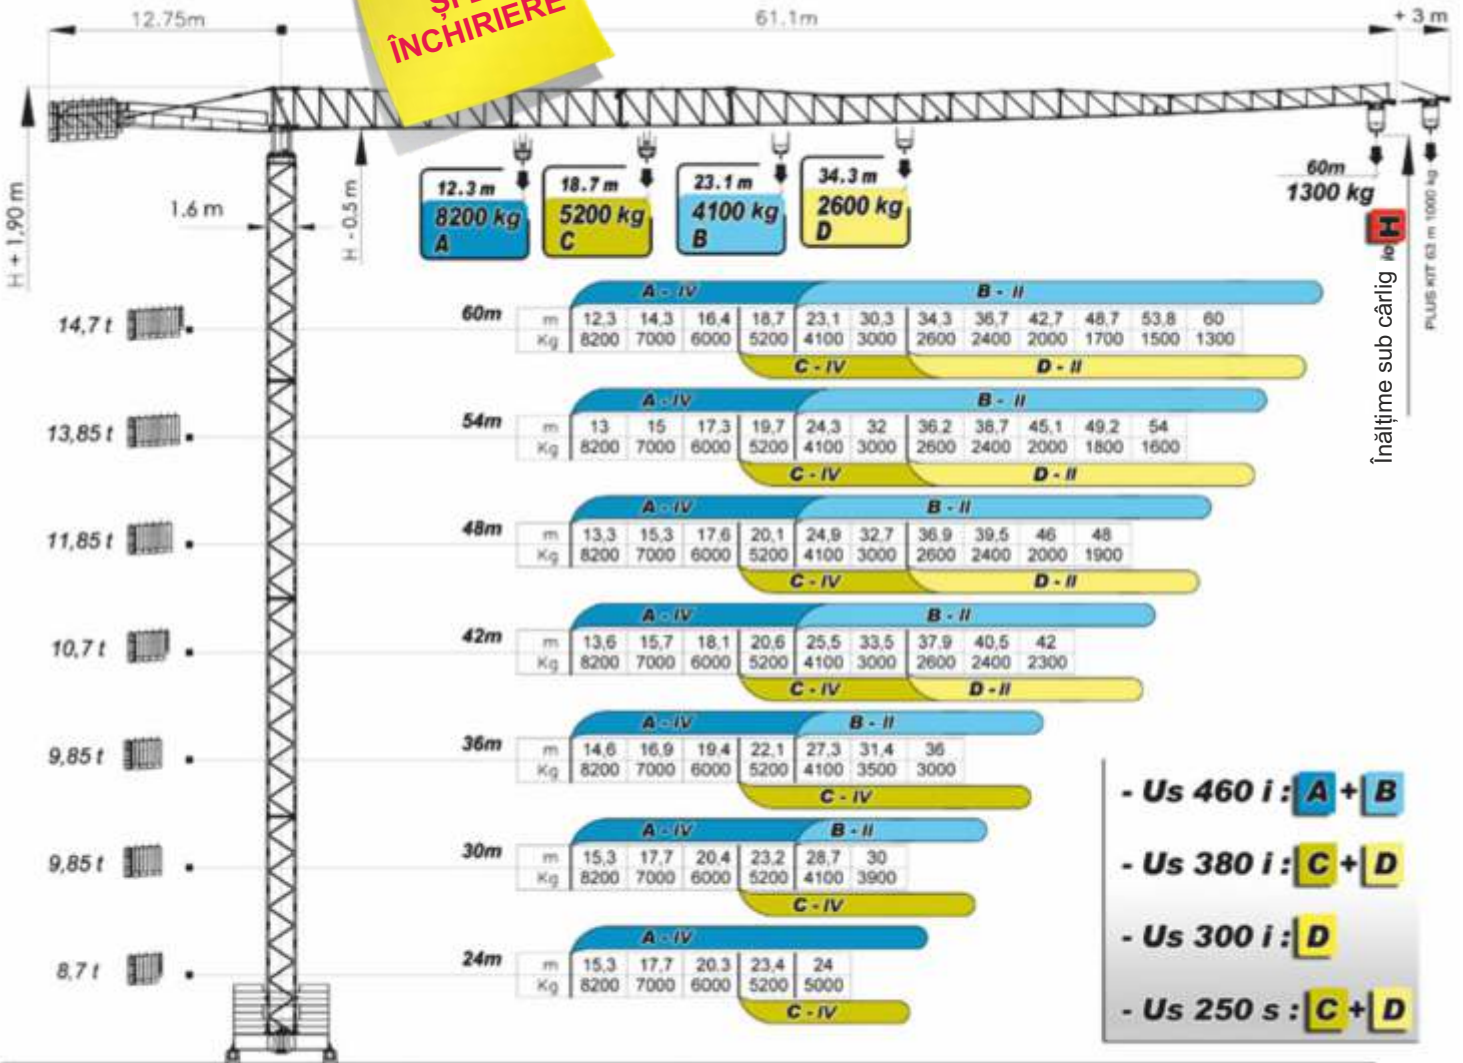 12.75m
61.1m
+ 3 m
ÎNCHIRIERE
H + 1,90 m
1.6 m
H - 0.5 m
12.3 m
8200 kg
A
18.7 m
5200 kg
C
23.1 m
4100 kg
B
34.3 m
2600 kg
D
60m
1300 kg
H
Înălțime sub cârlig
PLUS KIT 63 m 1000 kg
14,7 t
60m
A - IV B - II
m 12,3 14,3 16,4 18,7 23,1 30,3 34,3 36,7 42,7 48,7 53,8 60
Kg 8200 7000 6000 5200 4100 3000 2600 2400 2000 1700 1500 1300
C - IV D - II
13,85 t
54m
A - IV B - II
m 13 15 17,3 19,7 24,3 32 36,2 38,7 45,1 49,2 54
Kg 8200 7000 6000 5200 4100 3000 2600 2400 2000 1800 1600
C - IV D - II
11,85 t
48m
A - IV B - II
m 13,3 15,3 17,6 20,1 24,9 32,7 36,9 39,5 46 48
Kg 8200 7000 6000 5200 4100 3000 2600 2400 2000 1900
C - IV D - II
10,7 t
42m
A - IV B - II
m 13,6 15,7 18,1 20,6 25,5 33,5 37,9 40,5 42
Kg 8200 7000 6000 5200 4100 3000 2600 2400 2300
C - IV D - II
9,85 t
36m
A - IV B - II
m 14,6 16,9 19,4 22,1 27,3 31,4 36
Kg 8200 7000 6000 5200 4100 3500 3000
C - IV
9,85 t
30m
A - IV B - II
m 15,3 17,7 20,4 23,2 28,7 30
Kg 8200 7000 6000 5200 4100 3900
C - IV
8,7 t
24m
A - IV
m 15,3 17,7 20,3 23,4 24
Kg 8200 7000 6000 5200 5000
C - IV
- Us 460 i : A + B
- Us 380 i : C + D
- Us 300 i : D
- Us 250 s : C + D